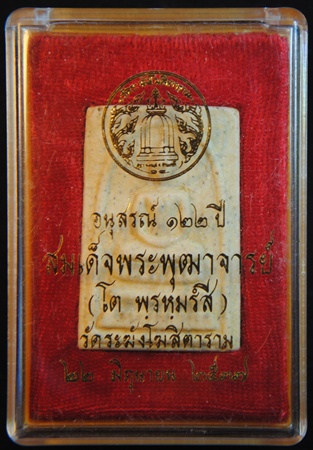 อนุสรณ์ ๑๒๒ ปี
สมเด็จพระพุฒาจารย์
(โต พรหมรํสี)
วัดระฆังโฆสิตาราม
๒๒ มิถุนายน ๒๕๓๗